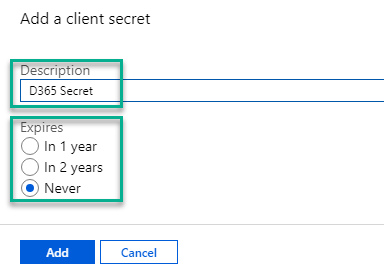 Add a client secret
Description
D365 Secret
Expires
In 1 year
In 2 years
Never
Add Cancel